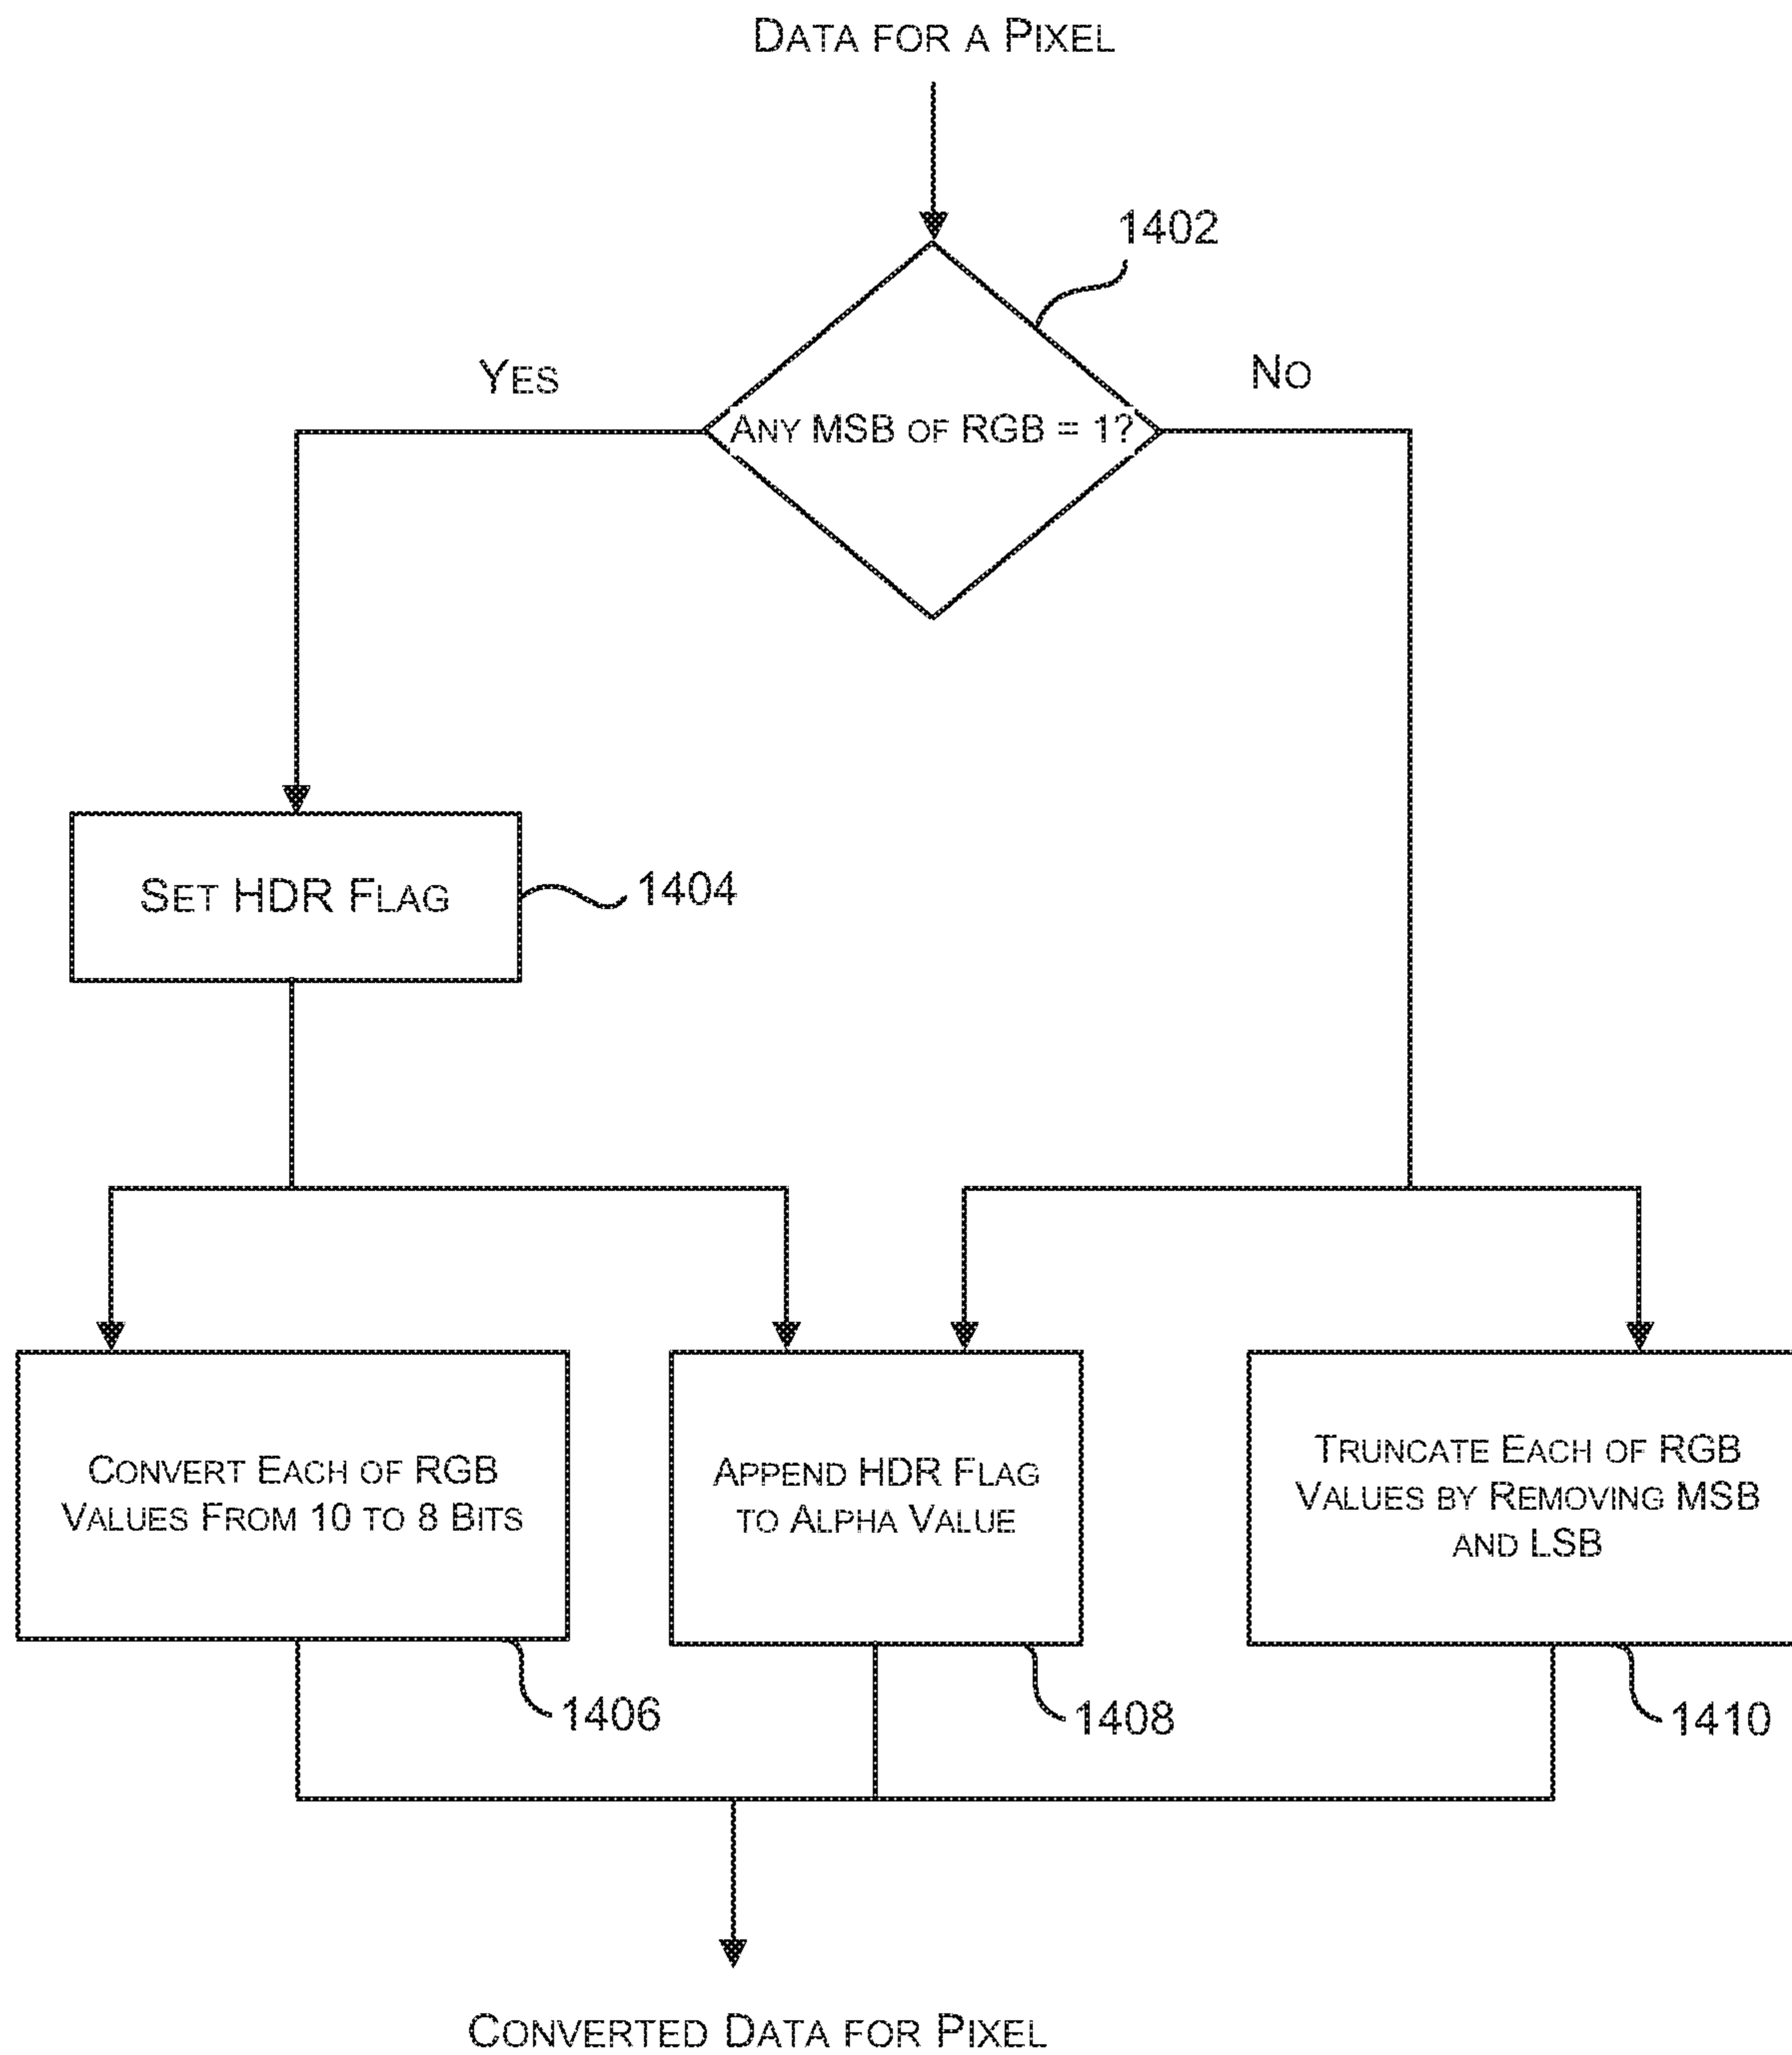 DATA FOR A PIXEL
1402
YES
NO
ANY MSB OF RGB = 1?
SET HDR FLAG
1404
CONVERT EACH OF RGB
VALUES FROM 10 TO 8 BITS
APPEND HDR FLAG
TO ALPHA VALUE
TRUNCATE EACH OF RGB
VALUES BY REMOVING MSB
AND LSB
1406
1408
1410
CONVERTED DATA FOR PIXEL